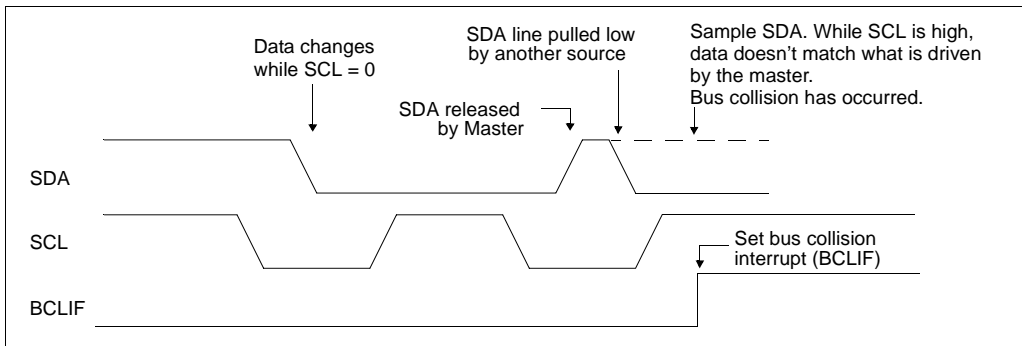 Data changes
while SCL = 0
SDA line pulled low
by another source
Sample SDA. While SCL is high,
data doesn't match what is driven
by the master.
Bus collision has occurred.
SDA released
by Master
SDA
SCL
Set bus collision
interrupt (BCLIF)
BCLIF